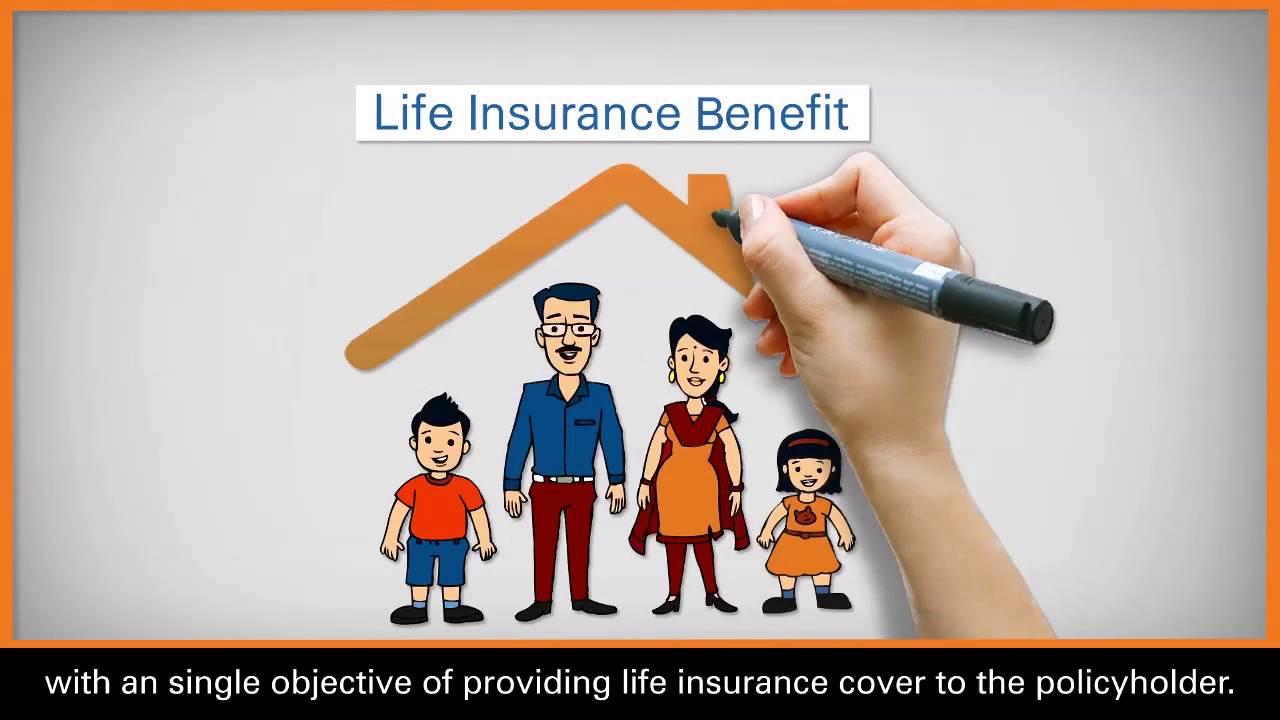 Life Insurance Benefit
with an single objective of providing life insurance cover to the policyholder.